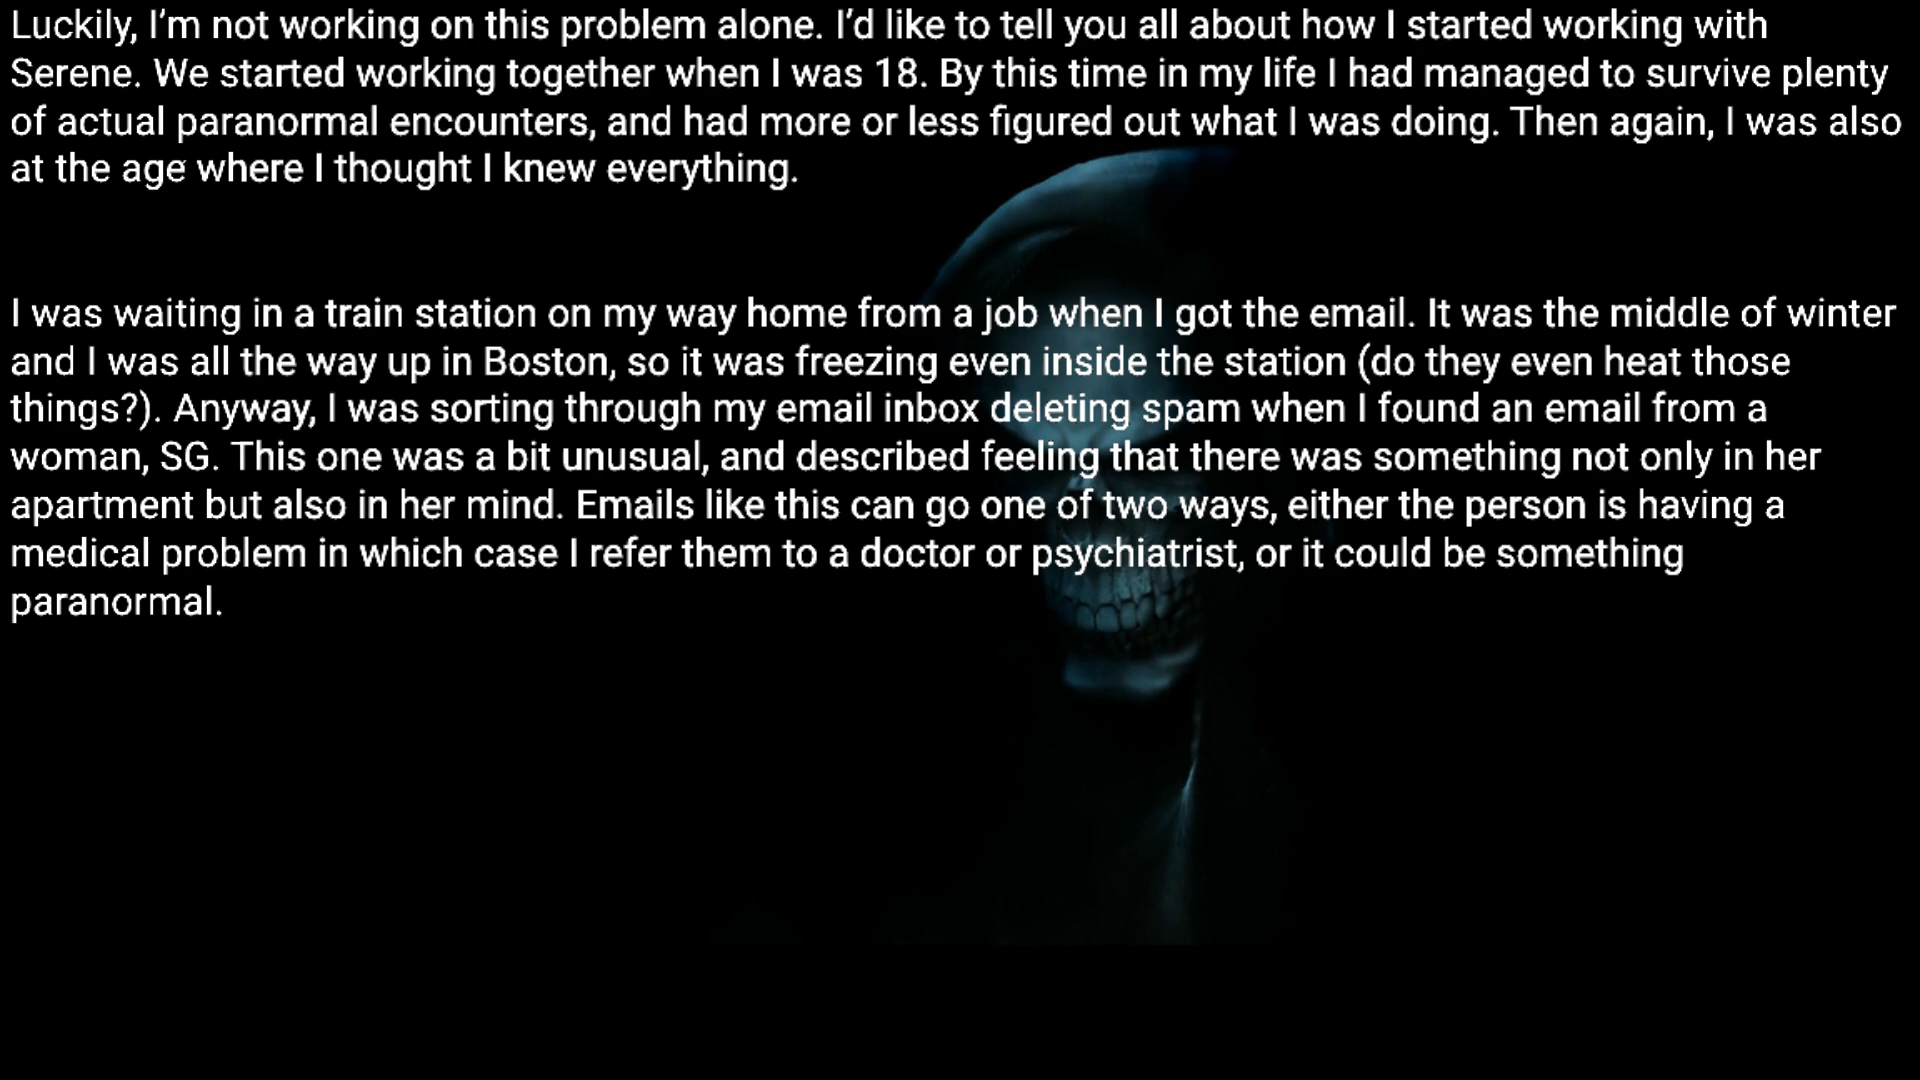 Luckily, I’m not working on this problem alone. I’d like to tell you all about how I started working with
Serene. We started working together when I was 18. By this time in my life I had managed to survive plenty
of actual paranormal encounters, and had more or less figured out what I was doing. Then again, I was also
at the age where I thought I knew everything.
I was waiting in a train station on my way home from a job when I got the email. It was the middle of winter
and I was all the way up in Boston, so it was freezing even inside the station (do they even heat those
things?). Anyway, I was sorting through my email inbox deleting spam when I found an email from a
woman, SG. This one was a bit unusual, and described feeling that there was something not only in her
apartment but also in her mind. Emails like this can go one of two ways, either the person is having a
medical problem in which case I refer them to a doctor or psychiatrist, or it could be something
paranormal.